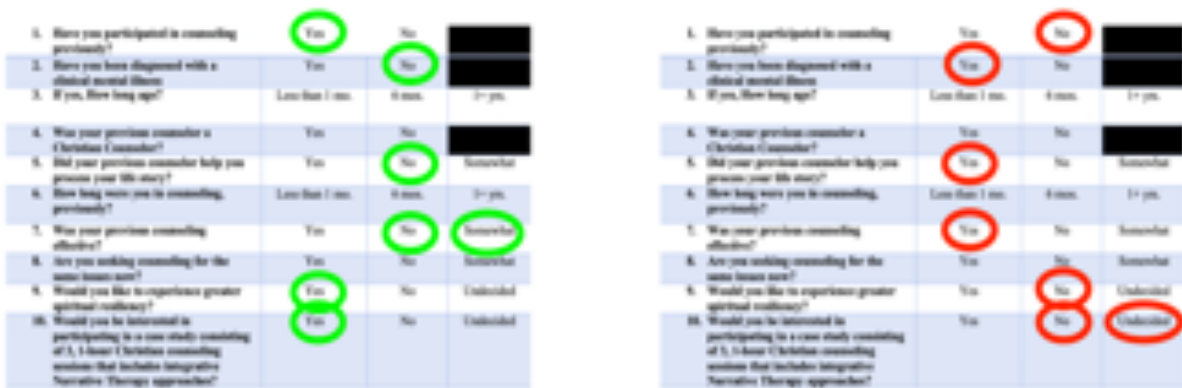 1. Have you participated in counseling Yes No
previously?
2. Have you been diagnosed with a Yes No
clinical mental illness
3. If yes, How long ago? Less than 1 mo. 6 mos. 1+ yrs.
4. Was your previous counselor a Yes No
Christian Counselor?
5. Did your previous counselor help you Yes No Somewhat
process your life story?
6. How long were you in counseling, Less than 1 mo. 6 mos. 1+ yrs.
previously?
7. Was your previous counseling Yes No Somewhat
effective?
8. Are you seeking counseling for the Yes No Somewhat
same issues now?
9. Would you like to experience greater Yes No Undecided
spiritual resiliency?
10. Would you be interested in Yes No Undecided
participating in a case study consisting
of 3, 1-hour Christian counseling
sessions that includes integrative
Narrative Therapy approaches?
1. Have you participated in counseling Yes No
previously?
2. Have you been diagnosed with a Yes No
clinical mental illness
3. If yes, How long ago? Less than 1 mo. 6 mos. 1+ yrs.
4. Was your previous counselor a Yes No
Christian Counselor?
5. Did your previous counselor help you Yes No Somewhat
process your life story?
6. How long were you in counseling, Less than 1 mo. 6 mos. 1+ yrs.
previously?
7. Was your previous counseling Yes No Somewhat
effective?
8. Are you seeking counseling for the Yes No Somewhat
same issues now?
9. Would you like to experience greater Yes No Undecided
spiritual resiliency?
10. Would you be interested in Yes No Undecided
participating in a case study consisting
of 3, 1-hour Christian counseling
sessions that includes integrative
Narrative Therapy approaches?